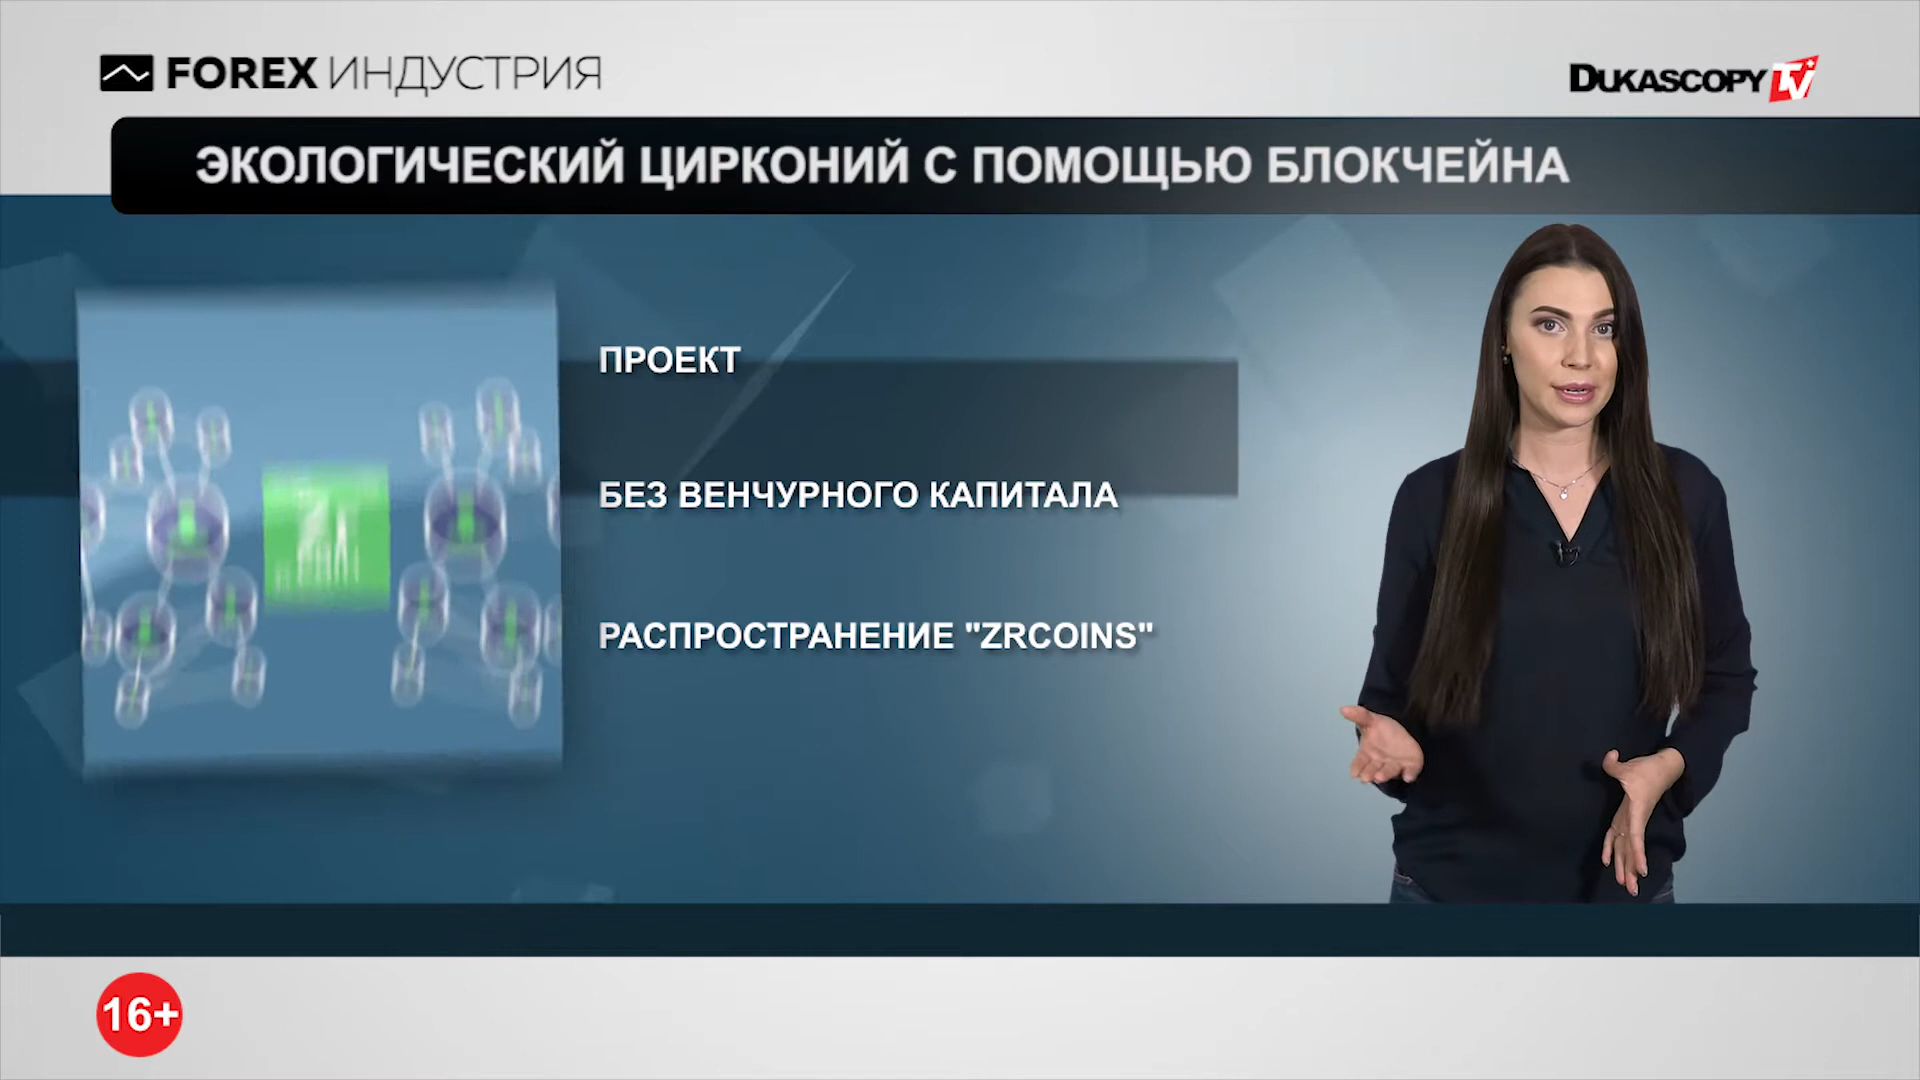 FOREX ИНДУСТРИЯ
DUKASCOPY TV
ЭКОЛОГИЧЕСКИЙ ЦИРКОНИЙ С ПОМОЩЬЮ БЛОКЧЕЙНА
ПРОЕКТ
БЕЗ ВЕНЧУРНОГО КАПИТАЛА
РАСПРОСТРАНЕНИЕ "ZRCOINS"
16+